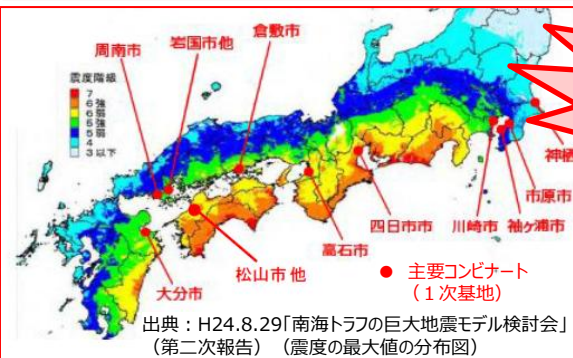 周南市
岩国市他
倉敷市
震度階級
7
6強
6弱
5強
5弱
4
3以下
神栖
市原市
袖ヶ浦市
川崎市
四日市市
高石市
松山市他
大分市
● 主要コンビナート
（１次基地）
出典：H24.8.29「南海トラフの巨大地震モデル検討会」
（第二次報告）（震度の最大値の分布図）